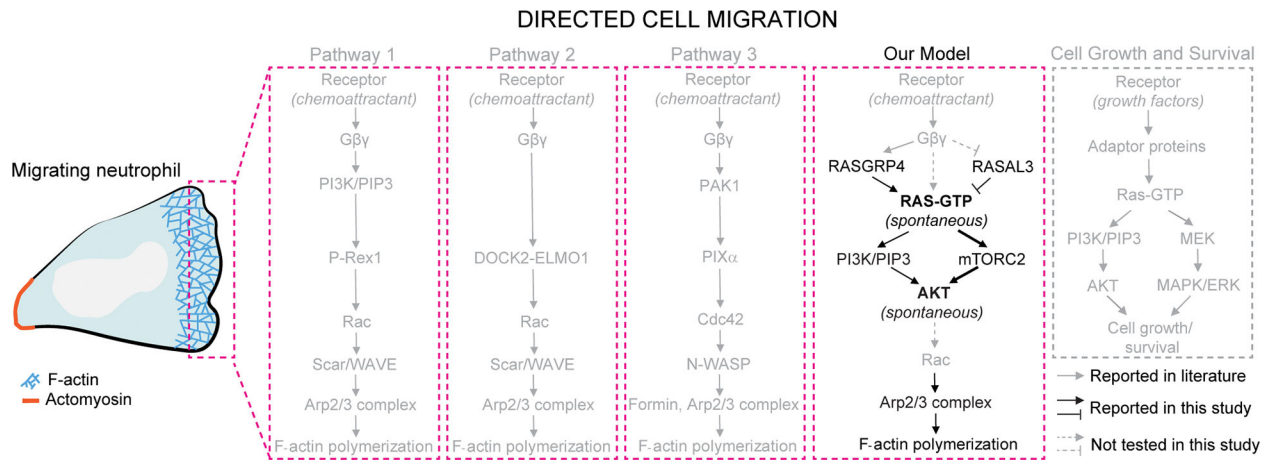 DIRECTED CELL MIGRATION
Migrating neutrophil
F-actin
Actomyosin
Pathway 1
Receptor
(chemoattractant)
Gβγ
PI3K/PIP3
P-Rex1
Rac
Scar/WAVE
Arp2/3 complex
F-actin polymerization
Pathway 2
Receptor
(chemoattractant)
Gβγ
DOCK2-ELMO1
Rac
Scar/WAVE
Arp2/3 complex
F-actin polymerization
Pathway 3
Receptor
(chemoattractant)
Gβγ
PAK1
PIXα
Cdc42
N-WASP
Formin, Arp2/3 complex
F-actin polymerization
Our Model
Receptor
(chemoattractant)
Gβγ
RASGRP4 RASAL3
RAS-GTP
(spontaneous)
PI3K/PIP3 mTORC2
AKT
(spontaneous)
Rac
Arp2/3 complex
F-actin polymerization
Cell Growth and Survival
Receptor
(growth factors)
Adaptor proteins
Ras-GTP
PI3K/PIP3 MEK
AKT MAPK/ERK
Cell growth/
survival
Reported in literature
Reported in this study
Not tested in this study